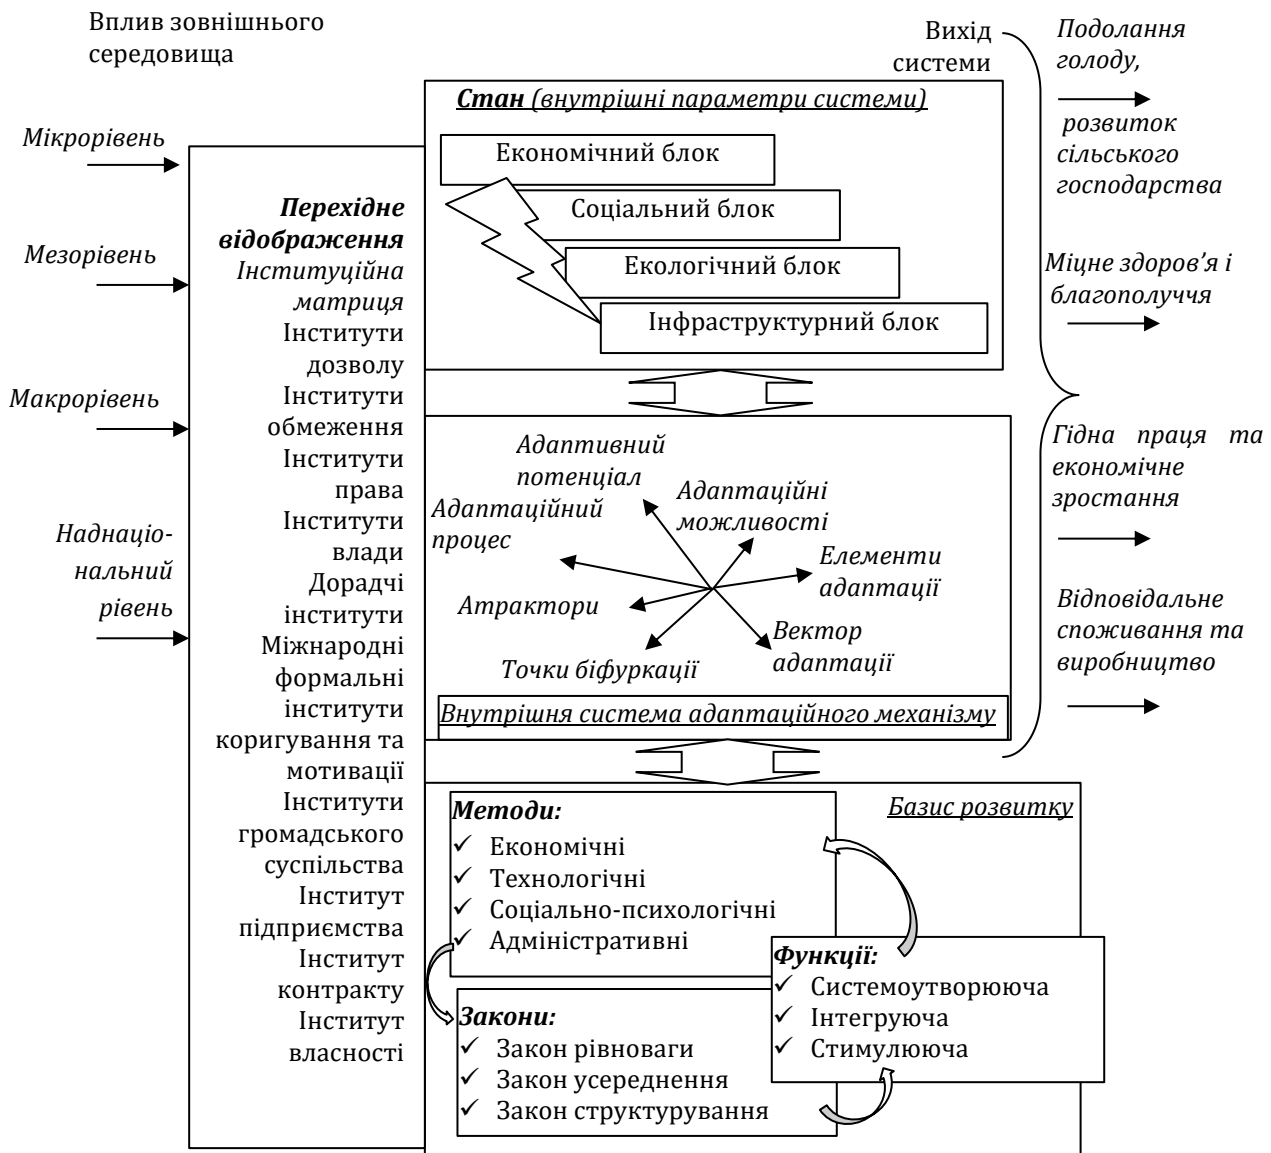 Вплив зовнішнього
середовища
Мікрорівень
Мезорівень
Макрорівень
Наднаціо-
нальний
рівень
Перехідне
відображення
Інституційна
матриця
Інститути
дозволу
Інститути
обмеження
Інститути
права
Інститути
влади
Дорадчі
інститути
Міжнародні
формальні
інститути
коригування та
мотивації
Інститути
громадського
суспільства
Інститут
підприємства
Інститут
контракту
Інститут
власності
Стан (внутрішні параметри системи)
Економічний блок
Соціальний блок
Екологічний блок
Інфраструктурний блок
Адаптивний
потенціал
Адаптаційні
можливості
Адаптаційний
процес
Елементи
адаптації
Атрактори
Вектор
адаптації
Точки біфуркації
Внутрішня система адаптаційного механізму
Базис розвитку
Методи:
✓ Економічні
✓ Технологічні
✓ Соціально-психологічні
✓ Адміністративні
Функції:
✓ Системоутворююча
✓ Інтегруюча
✓ Стимулююча
Закони:
✓ Закон рівноваги
✓ Закон усереднення
✓ Закон структурування
Вихід
системи
Подолання
голоду,
розвиток
сільського
господарства
Міцне здоров’я і
благополуччя
Гідна праця та
економічне
зростання
Відповідальне
споживання та
виробництво